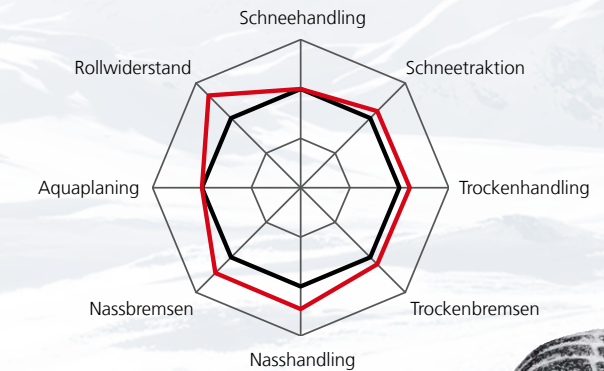 Schneehandling
Rollwiderstand
Schneetraktion
Aquaplaning
Trockenhandling
Nassbremsen
Trockenbremsen
Nasshandling